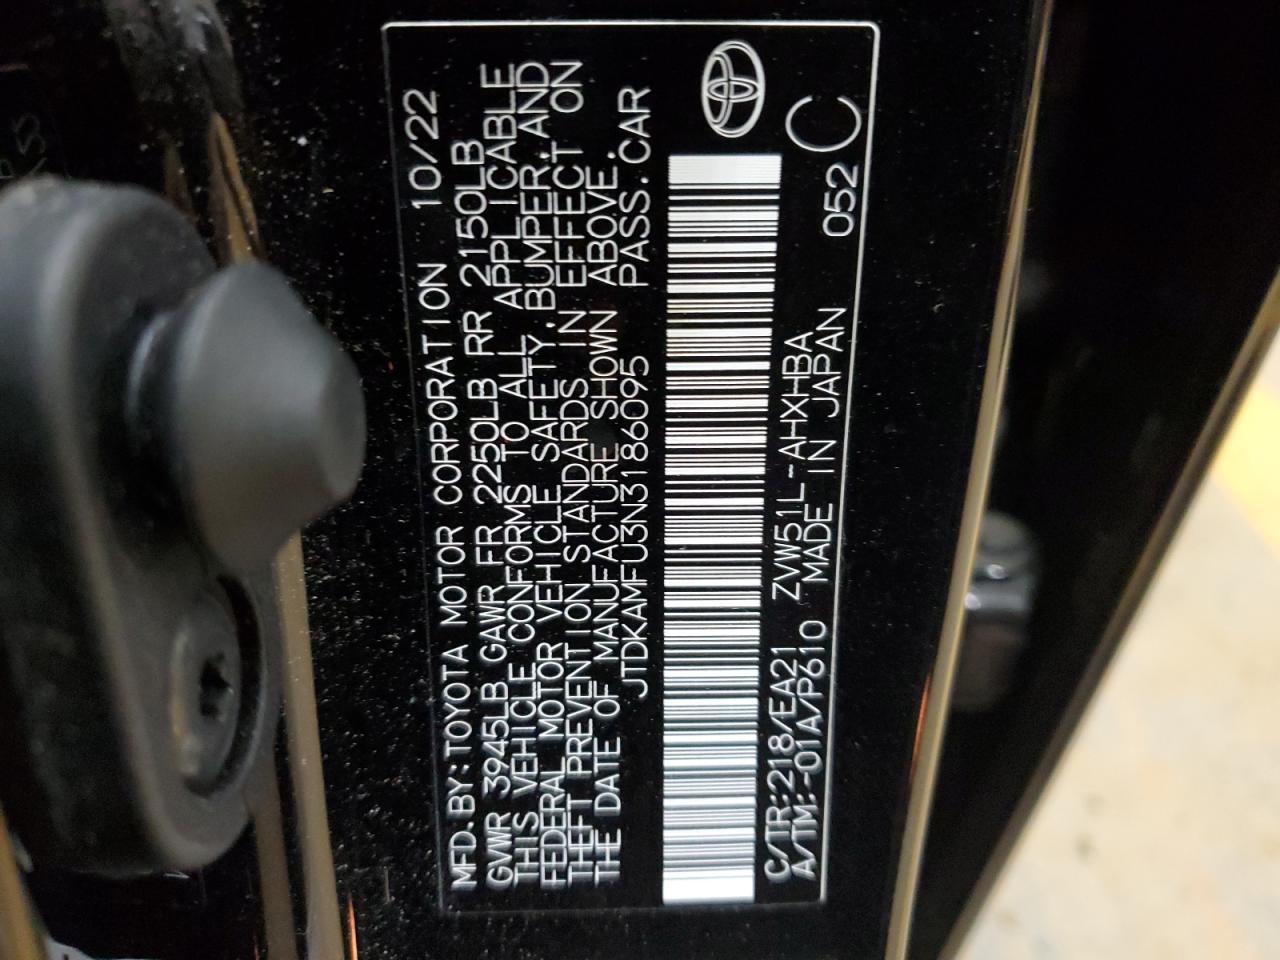 MFD.BY:TOYOTA MOTOR CORPORATION 10/22
GVWR 3945LB GAWR FR 2250LB RR 2150LB
THIS VEHICLE CONFORMS TO ALL APPLICABLE
FEDERAL MOTOR VEHICLE SAFETY,BUMPER,AND
THEFT PREVENTION STANDARDS IN EFFECT ON
THE DATE OF MANUFACTURE SHOWN ABOVE.
JTDKAMFU3N3186095 PASS.CAR
C/TR:218/EA21 ZVW51L-AHXHBA 052 C
A/TM:-01A/P610 MADE IN JAPAN